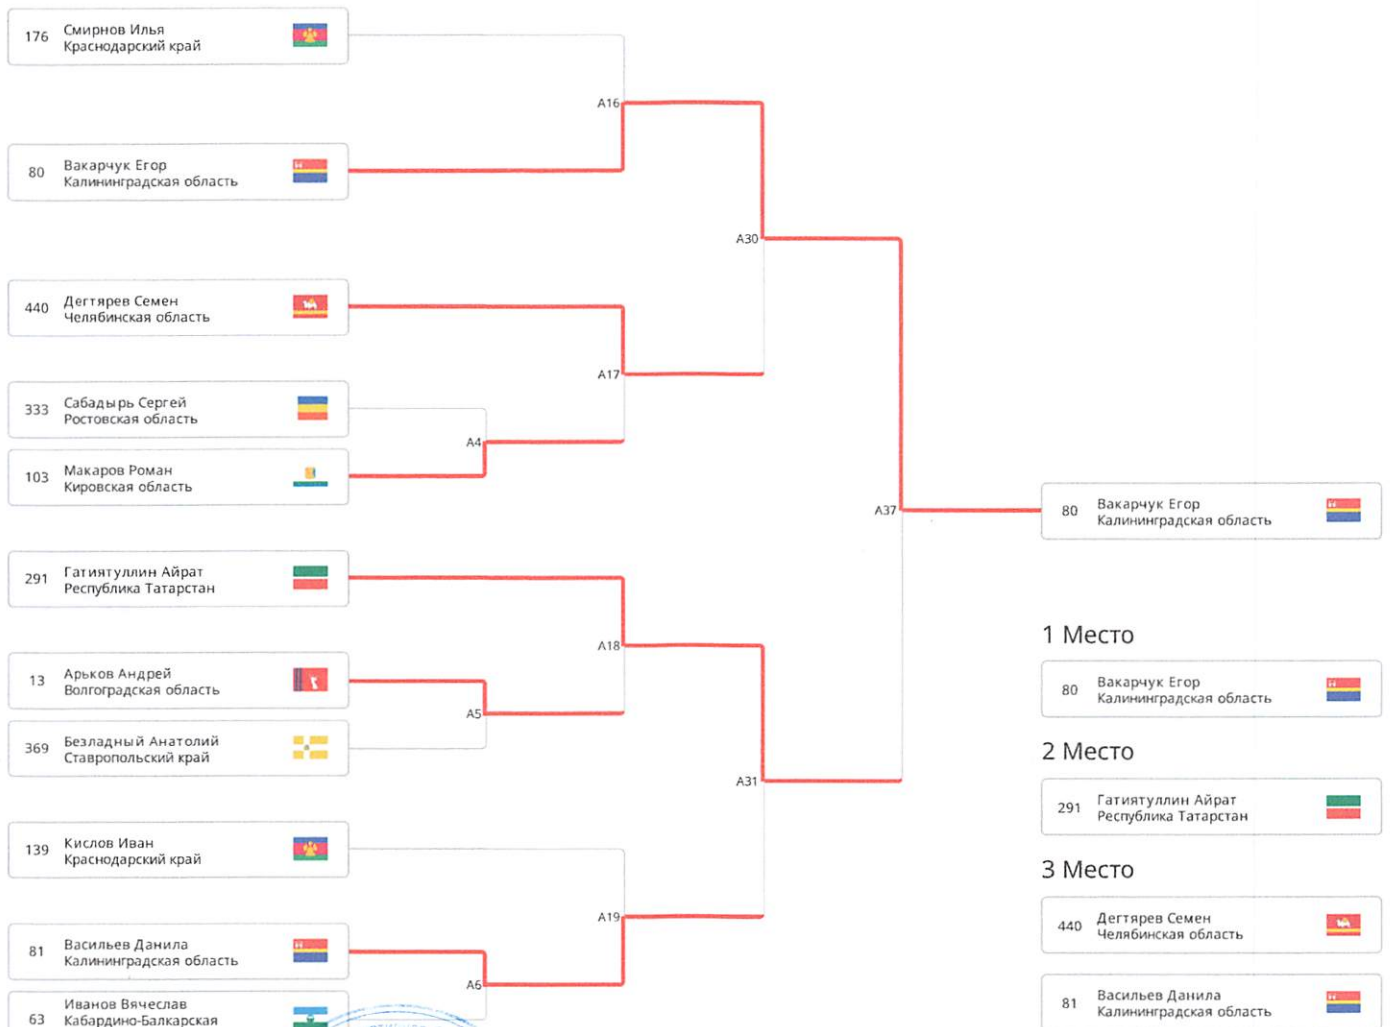 176
Смирнов Илья
Краснодарский край
A16
80
Вакарчук Егор
Калининградская область
A30
440
Дегтярев Семен
Челябинская область
A17
333
Сабадырь Сергей
Ростовская область
A4
103
Макаров Роман
Кировская область
A37
80
Вакарчук Егор
Калининградская область
291
Гатиятуллин Айрат
Республика Татарстан
A18
13
Арьков Андрей
Волгоградская область
A5
369
Безладный Анатолий
Ставропольский край
A31
139
Кислов Иван
Краснодарский край
A19
81
Васильев Данила
Калининградская область
A6
63
Иванов Вячеслав
Кабардино-Балкарская
1 Место
80
Вакарчук Егор
Калининградская область
2 Место
291
Гатиятуллин Айрат
Республика Татарстан
3 Место
440
Дегтярев Семен
Челябинская область
81
Васильев Данила
Калининградская область